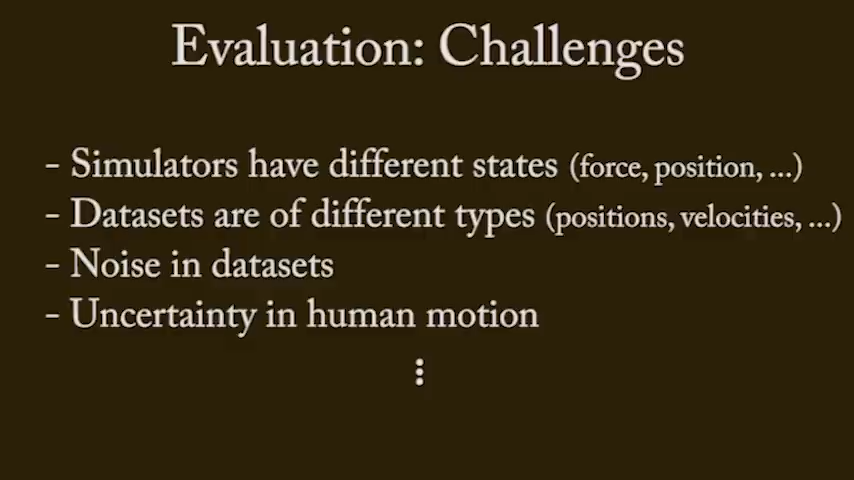 Evaluation: Challenges
- Simulators have different states (force, position, ...)
- Datasets are of different types (positions, velocities, ...)
- Noise in datasets
- Uncertainty in human motion
⋮